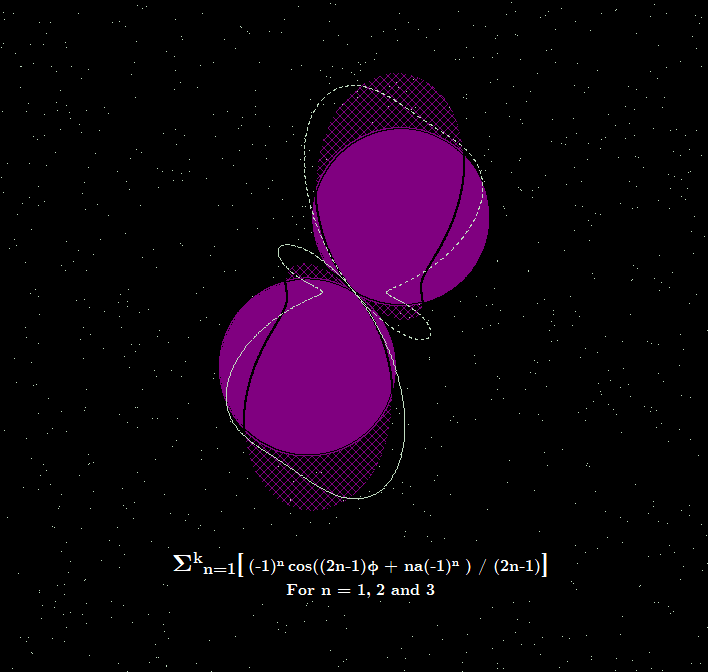 Σᵏₙ₌₁[ (-1)ⁿ cos((2n-1)ϕ + na(-1)ⁿ ) / (2n-1)]
For n = 1, 2 and 3